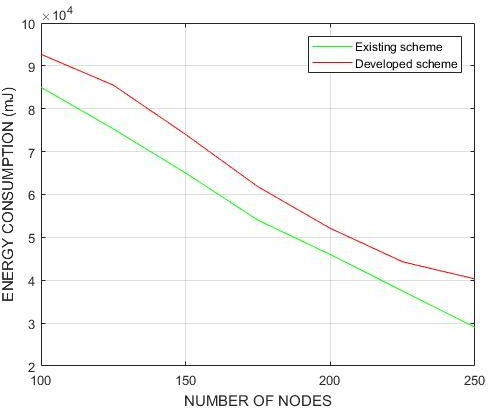 ×10⁴
10
9
8
7
6
5
4
3
2
ENERGY CONSUMPTION (mJ)
Existing scheme
Developed scheme
100 150 200 250
NUMBER OF NODES